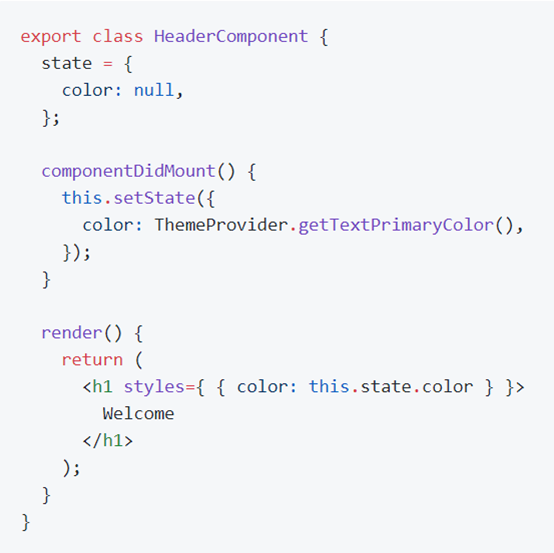 export class HeaderComponent {
  state = {
    color: null,
  };

  componentDidMount() {
    this.setState({
      color: ThemeProvider.getTextPrimaryColor(),
    });
  }

  render() {
    return (
      <h1 styles={ { color: this.state.color } }>
        Welcome
      </h1>
    );
  }
}